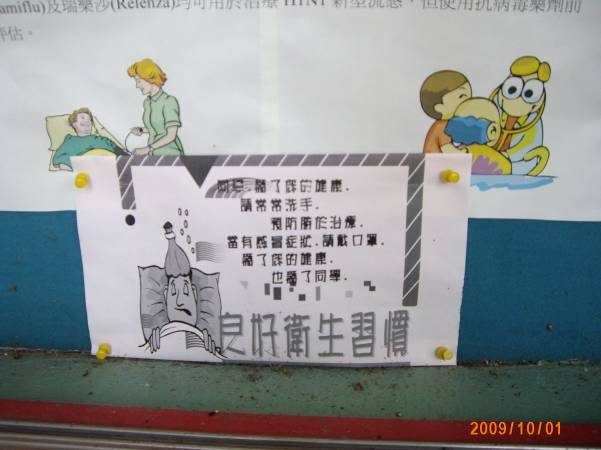 amiflu)及瑞樂沙(Relenza)均可用於治療 H1N1 新型流感，但使用抗病毒藥劑前
評估。
同學,為了你的健康.
請常常洗手.
預防勝於治療.
當有感冒症狀.請戴口罩.
為了你的健康.
也為了同學.
良好衛生習慣
2009/10/01